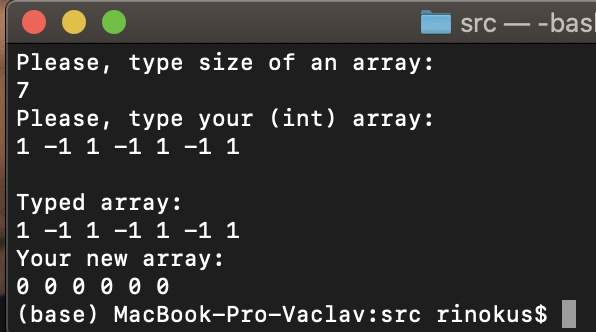 src — -bas
Please, type size of an array:
7
Please, type your (int) array:
1 -1 1 -1 1 -1 1
Typed array:
1 -1 1 -1 1 -1 1
Your new array:
0 0 0 0 0 0
(base) MacBook-Pro-Vaclav:src rinokus$